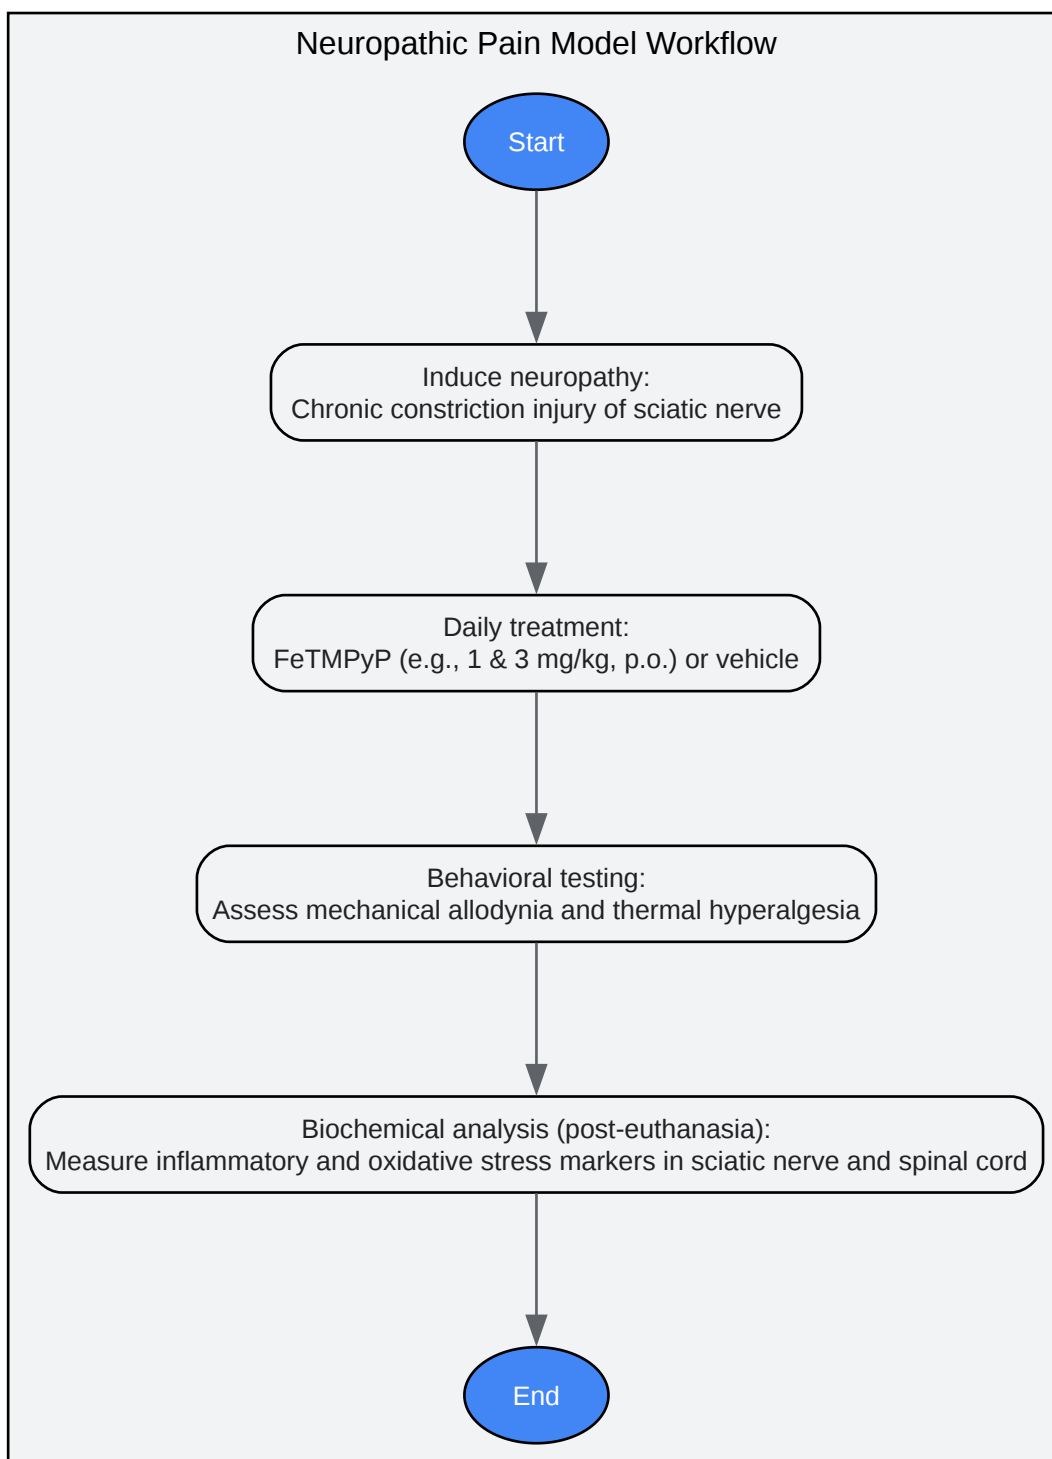 Neuropathic Pain Model Workflow
Start
Induce neuropathy:
Chronic constriction injury of sciatic nerve
Daily treatment:
FeTMPyP (e.g., 1 & 3 mg/kg, p.o.) or vehicle
Behavioral testing:
Assess mechanical allodynia and thermal hyperalgesia
Biochemical analysis (post-euthanasia):
Measure inflammatory and oxidative stress markers in sciatic nerve and spinal cord
End